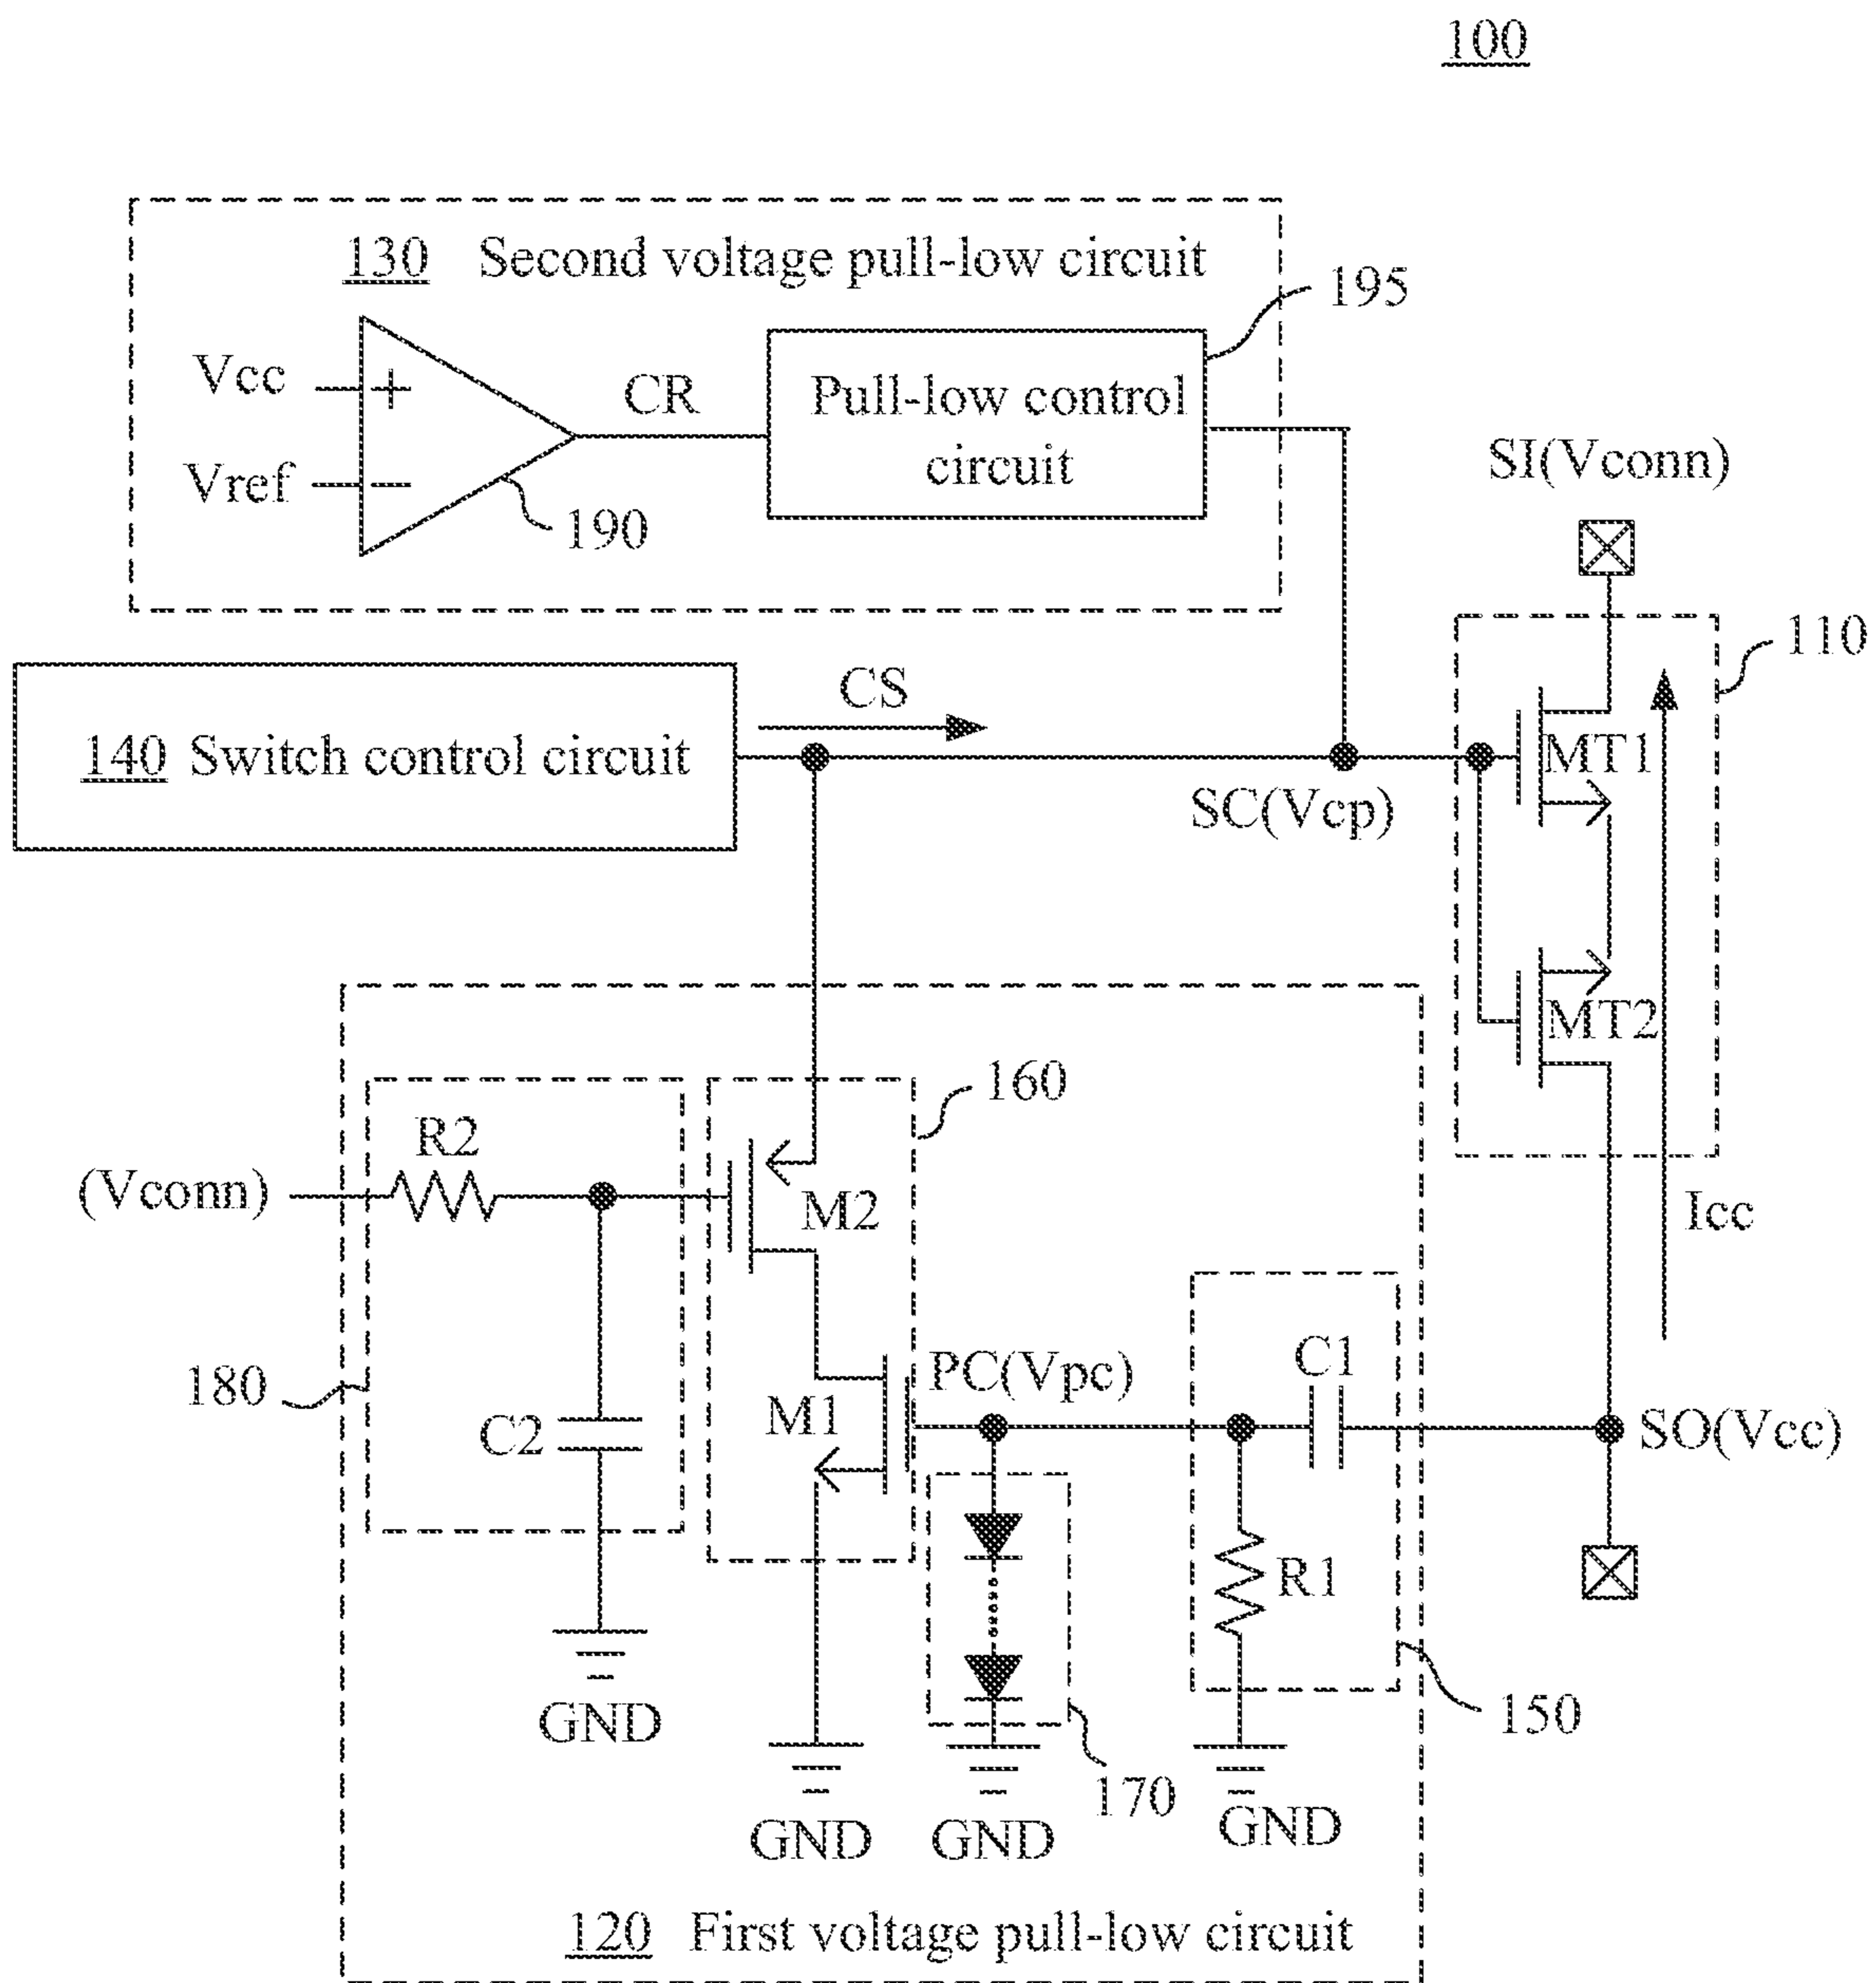 100
130 Second voltage pull-low circuit
195
Vcc
+
CR
Pull-low control
circuit
Vref
−
190
SI(Vconn)
110
CS
140 Switch control circuit
MT1
SC(Vcp)
MT2
160
R2
(Vconn)
M2
Icc
C1
PC(Vpc)
180
M1
C2
SO(Vcc)
R1
GND
150
170
GND
GND
GND
120 First voltage pull-low circuit